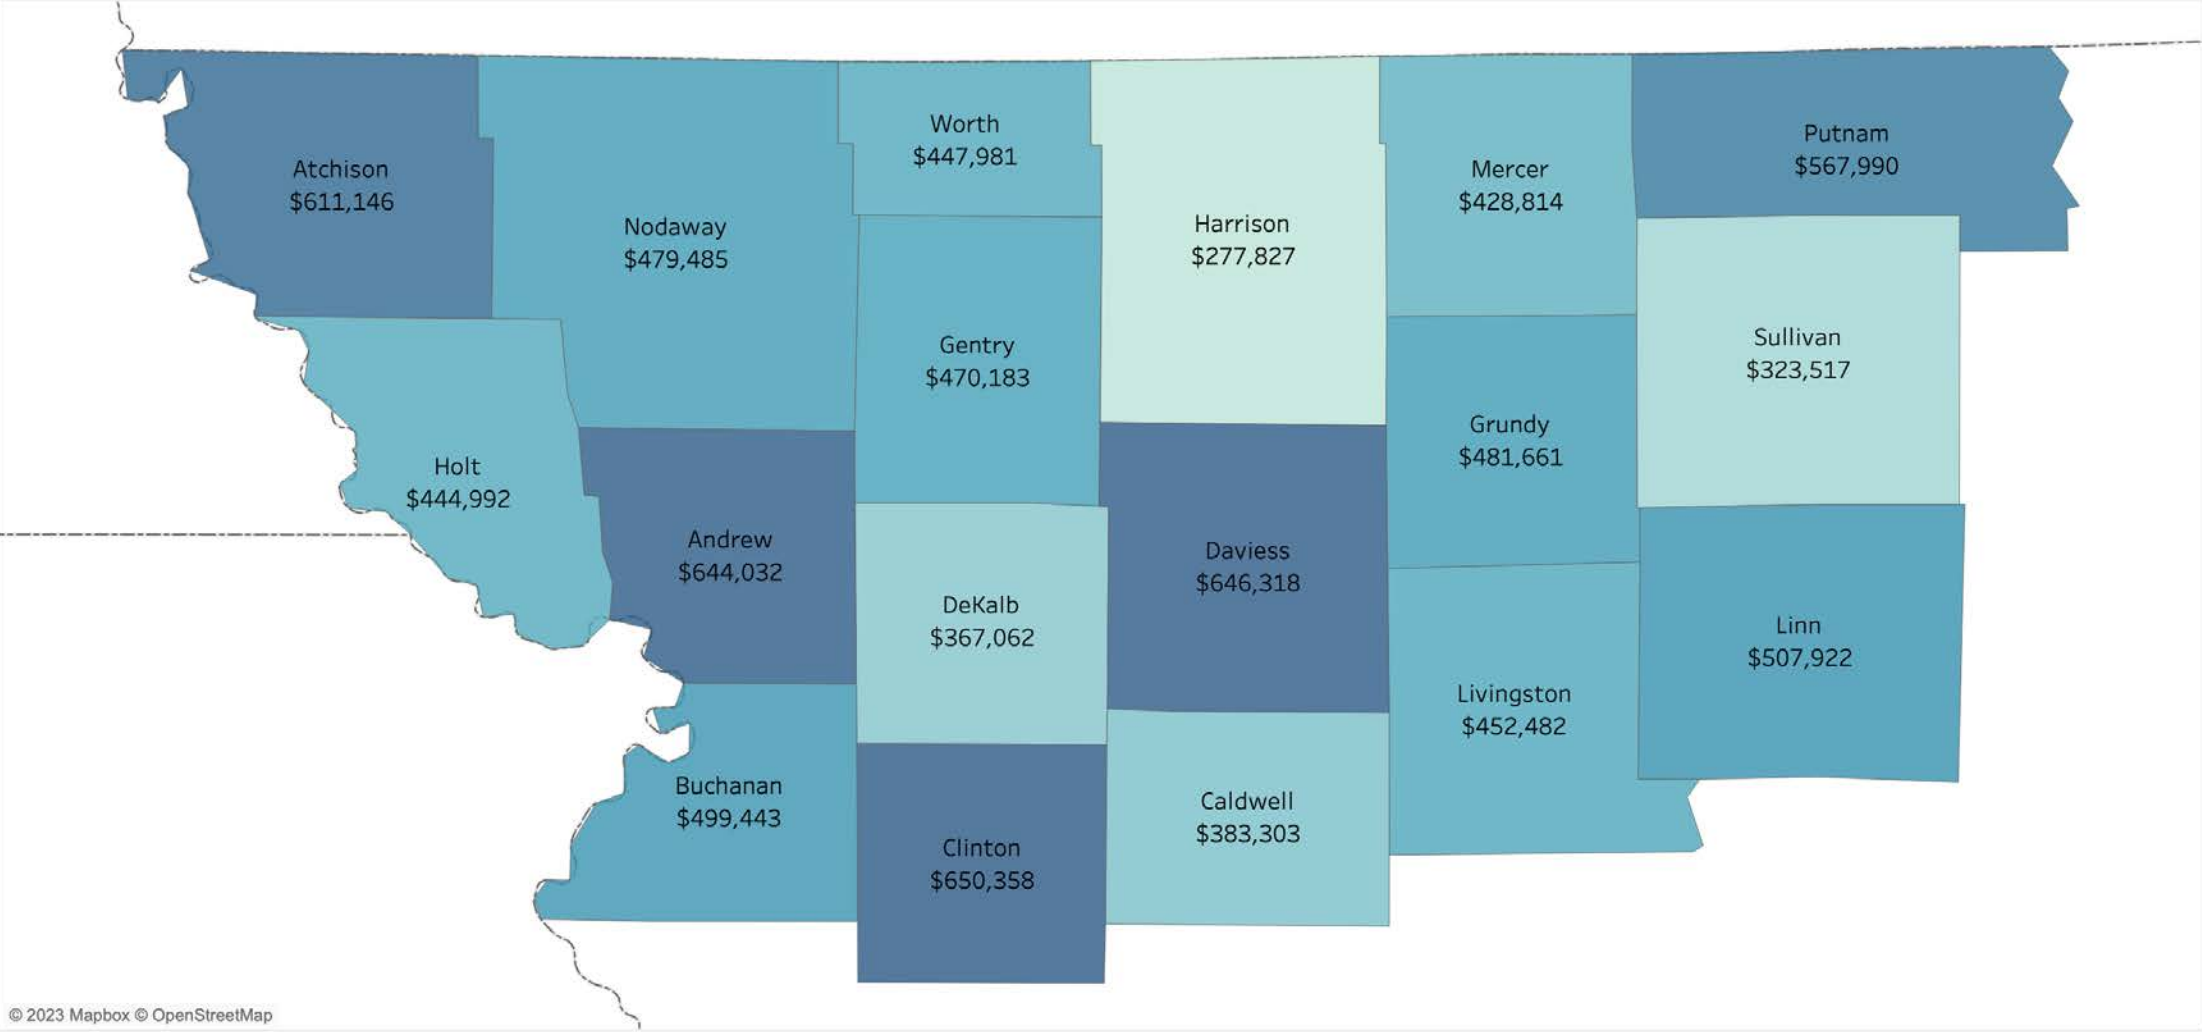 Atchison
$611,146
Nodaway
$479,485
Worth
$447,981
Harrison
$277,827
Mercer
$428,814
Putnam
$567,990
Gentry
$470,183
Sullivan
$323,517
Grundy
$481,661
Holt
$444,992
Andrew
$644,032
DeKalb
$367,062
Daviess
$646,318
Livingston
$452,482
Linn
$507,922
Buchanan
$499,443
Clinton
$650,358
Caldwell
$383,303
© 2023 Mapbox © OpenStreetMap